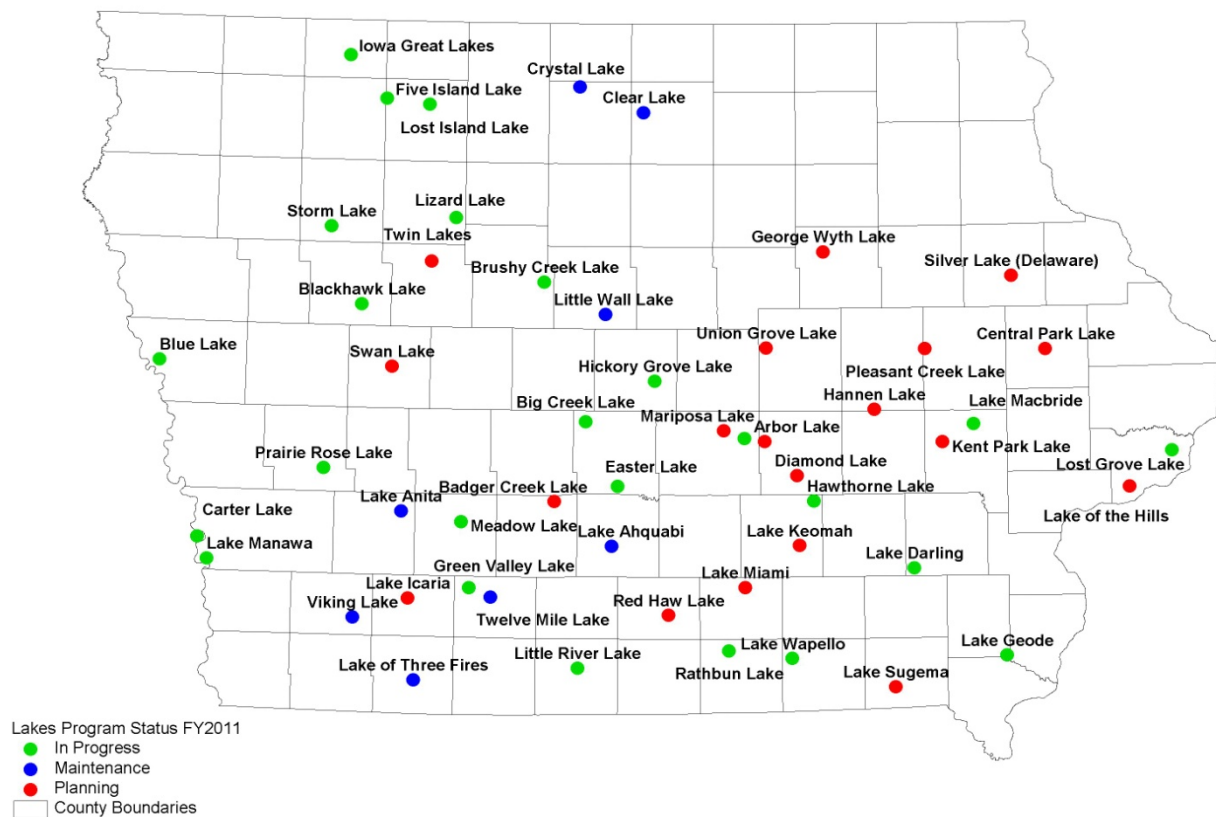 Iowa Great Lakes
Crystal Lake
Five Island Lake
Clear Lake
Lost Island Lake
Lizard Lake
Storm Lake
Twin Lakes
George Wyth Lake
Silver Lake (Delaware)
Brushy Creek Lake
Blackhawk Lake
Little Wall Lake
Union Grove Lake
Central Park Lake
Blue Lake
Swan Lake
Hickory Grove Lake
Pleasant Creek Lake
Hannen Lake
Lake Macbride
Big Creek Lake
Mariposa Lake
Arbor Lake
Kent Park Lake
Prairie Rose Lake
Diamond Lake
Lost Grove Lake
Easter Lake
Badger Creek Lake
Hawthorne Lake
Lake Anita
Carter Lake
Lake of the Hills
Meadow Lake
Lake Ahquabi
Lake Keomah
Lake Manawa
Lake Darling
Green Valley Lake
Lake Miami
Lake Icaria
Viking Lake
Red Haw Lake
Twelve Mile Lake
Lake Wapello
Lake Geode
Little River Lake
Lake of Three Fires
Rathbun Lake
Lake Sugema
Lakes Program Status FY2011
In Progress
Maintenance
Planning
County Boundaries